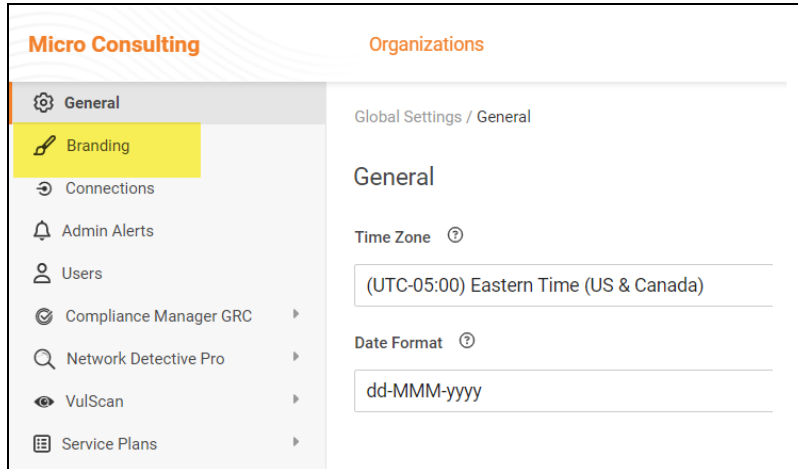 Micro Consulting
Organizations
General
Branding
Connections
Admin Alerts
Users
Compliance Manager GRC
Network Detective Pro
VulScan
Service Plans
Global Settings / General
General
Time Zone ?
(UTC-05:00) Eastern Time (US & Canada)
Date Format ?
dd-MMM-yyyy